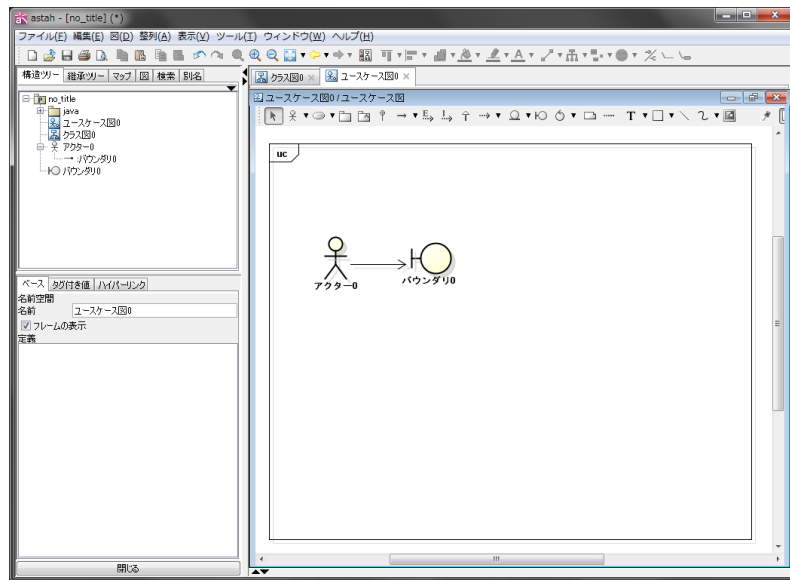 astah - [no_title] (*)
ファイル(F) 編集(E) 図(D) 整列(A) 表示(V) ツール(T) ウィンドウ(W) ヘルプ(H)
構造ツリー 継承ツリー マップ 図 検索 別名
クラス図0 ユースケース図0
no_title
java
ユースケース図0
クラス図0
アクター0
:バウンダリ0
バウンダリ0
ユースケース図0 / ユースケース図
T
uc
アクター0
バウンダリ0
ベース タグ付き値 ハイパーリンク
名前空間
名前 ユースケース図0
フレームの表示
定義
閉じる